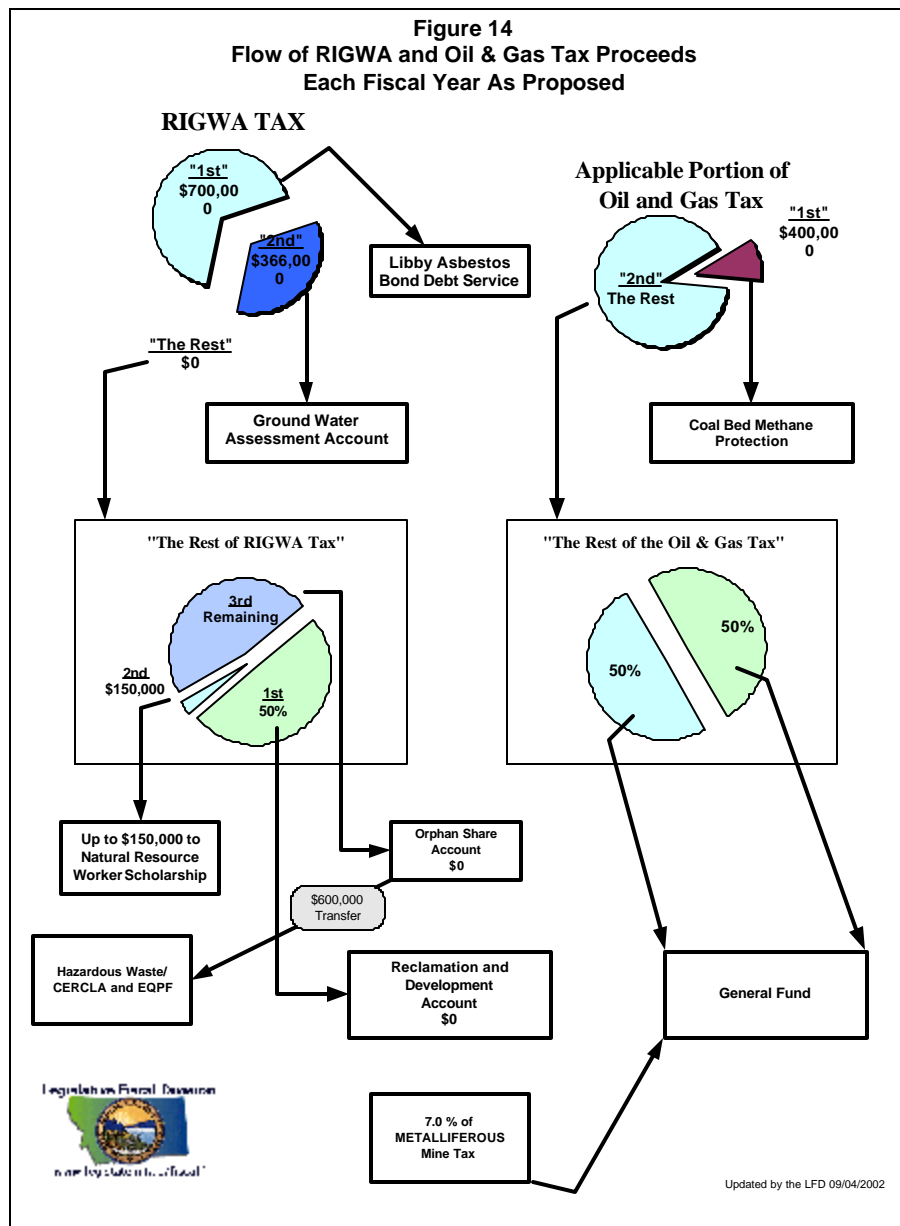 Figure 14
Flow of RIGWA and Oil & Gas Tax Proceeds
Each Fiscal Year As Proposed
RIGWA TAX
"1st"
$700,00
0
"2nd"
$366,00
0
Libby Asbestos
Bond Debt Service
"The Rest"
$0
Ground Water
Assessment Account
Applicable Portion of
Oil and Gas Tax
"1st"
$400,00
0
"2nd"
The Rest
Coal Bed Methane
Protection
"The Rest of RIGWA Tax"
3rd
Remaining
2nd
$150,000
1st
50%
"The Rest of the Oil & Gas Tax"
50%
50%
Up to $150,000 to
Natural Resource
Worker Scholarship
Orphan Share
Account
$0
$600,000
Transfer
Hazardous Waste/
CERCLA and EQPF
Reclamation and
Development
Account
$0
General Fund
7.0 % of
METALLIFEROUS
Mine Tax
Legislative Fiscal Division
Updated by the LFD 09/04/2002